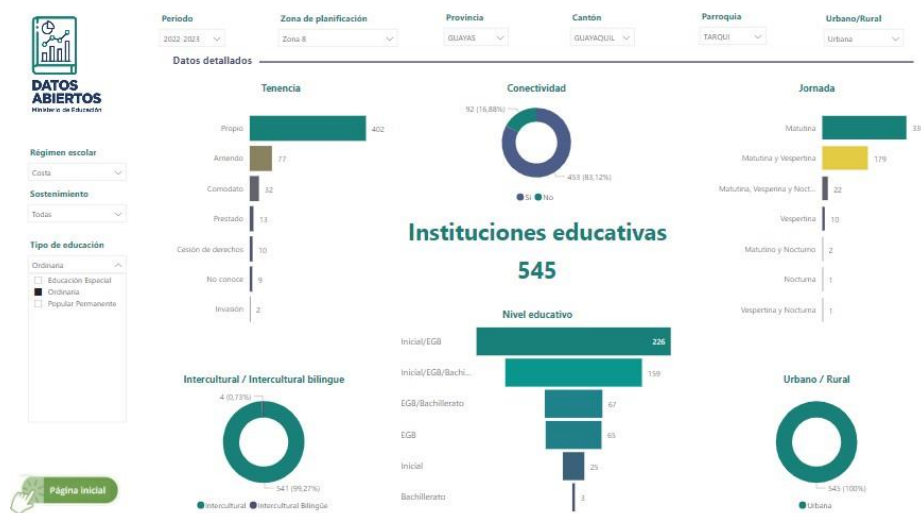 Periodo
Zona de planificación
Provincia
Cantón
Parroquia
Urbano/Rural
2022-2023
Zona 8
GUAYAS
GUAYAQUIL
TARQUI
Urbana
DATOS
ABIERTOS
Ministerio de Educación
Datos detallados
Régimen escolar
Costa
Sostenimiento
Todas
Tipo de educación
Ordinaria
Educación Especial
Ordinaria
Popular Permanente
Página inicial
Tenencia
Propio 402
Arriendo 77
Comodato 32
Prestado 13
Cesión de derechos 10
No conoce 9
Invasión 2
Conectividad
92 (16,88%)
453 (83,12%)
Si No
Instituciones educativas
545
Jornada
Matutina 33
Matutina y Vespertina 179
Matutina, Vespertina y Noct... 22
Vespertina 10
Matutino y Nocturno 2
Nocturna 1
Vespertina y Nocturna 1
Intercultural / Intercultural bilingue
4 (0,73%)
541 (99,27%)
Intercultural Intercultural Bilingüe
Nivel educativo
Inicial/EGB 226
Inicial/EGB/Bachi... 159
EGB/Bachillerato 67
EGB 65
Inicial 25
Bachillerato 3
Urbano / Rural
545 (100%)
Urbana